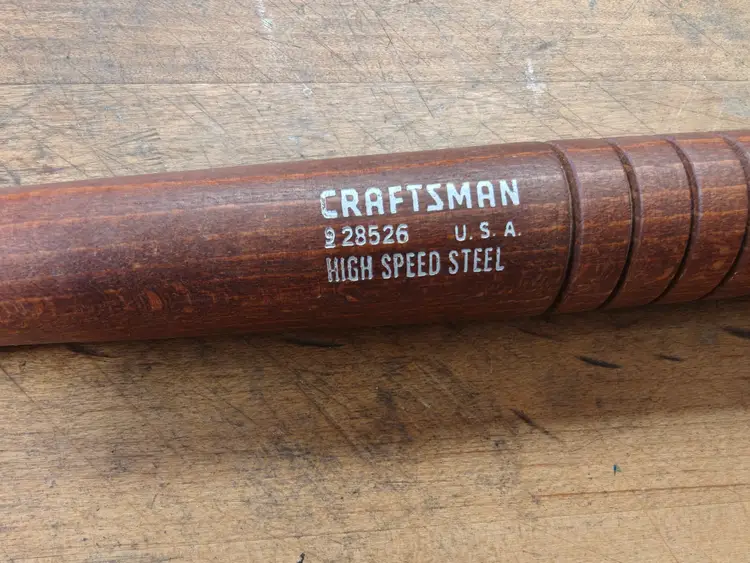 CRAFTSMAN
9 28526 U.S.A.
HIGH SPEED STEEL